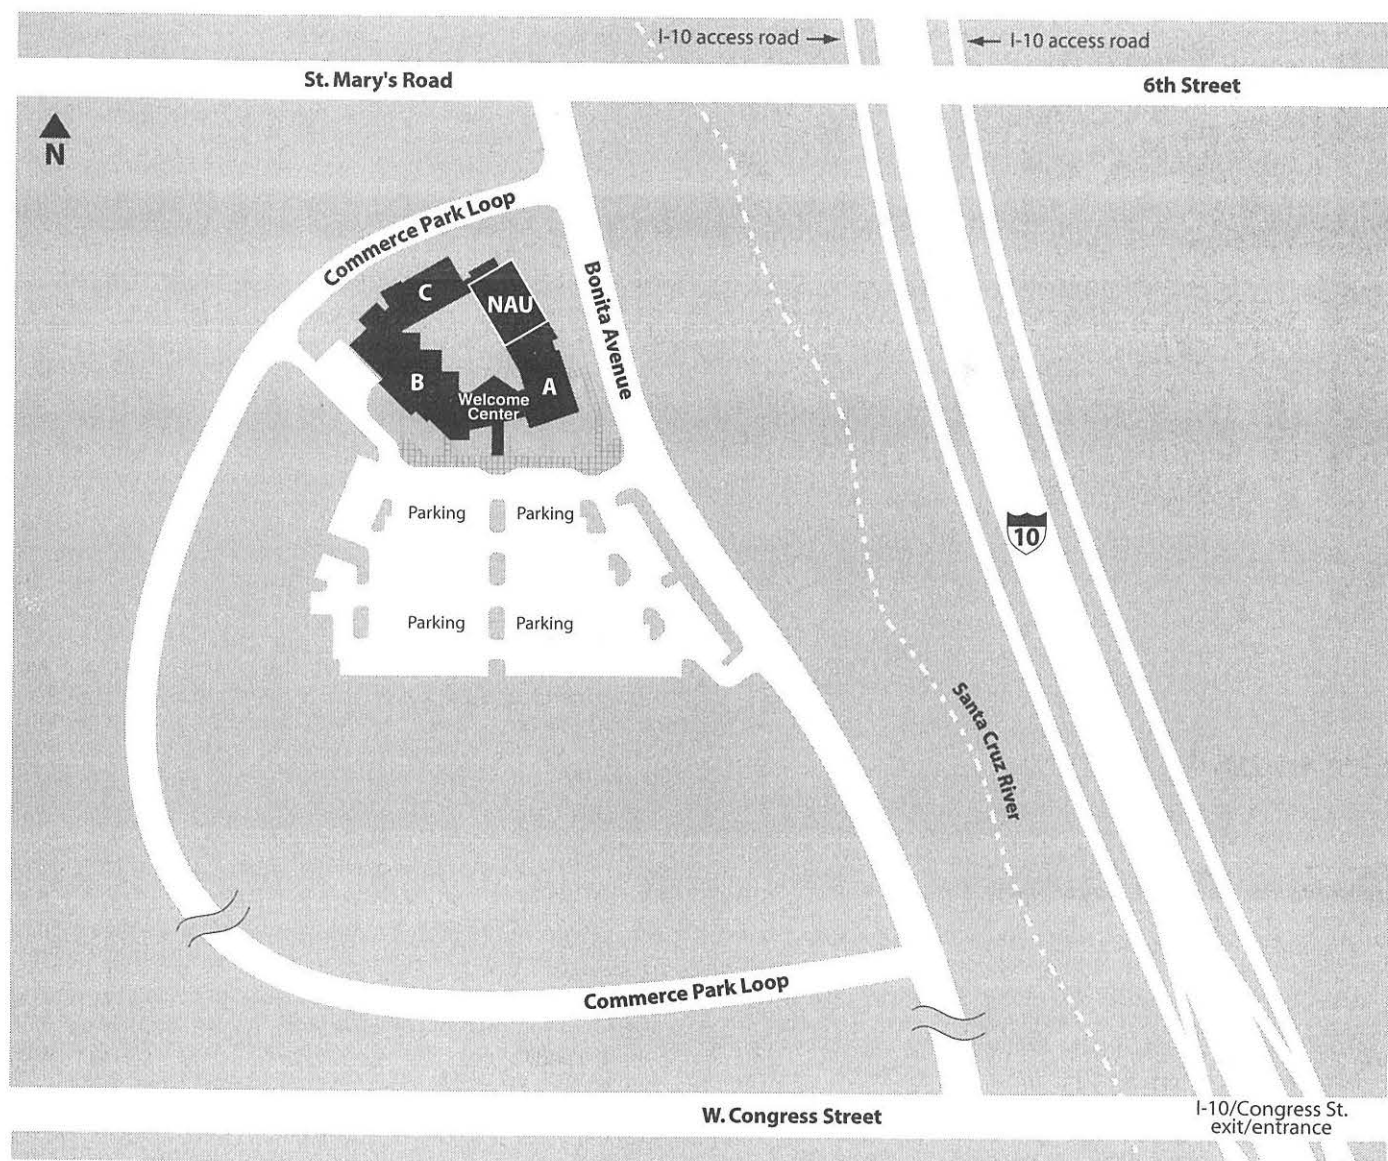 I-10 access road
I-10 access road
St. Mary's Road
6th Street
N
Commerce Park Loop
C
NAU
Bonita Avenue
B
A
Welcome
Center
Parking
Parking
10
Parking
Parking
Santa Cruz River
Commerce Park Loop
W. Congress Street
I-10/Congress St.
exit/entrance